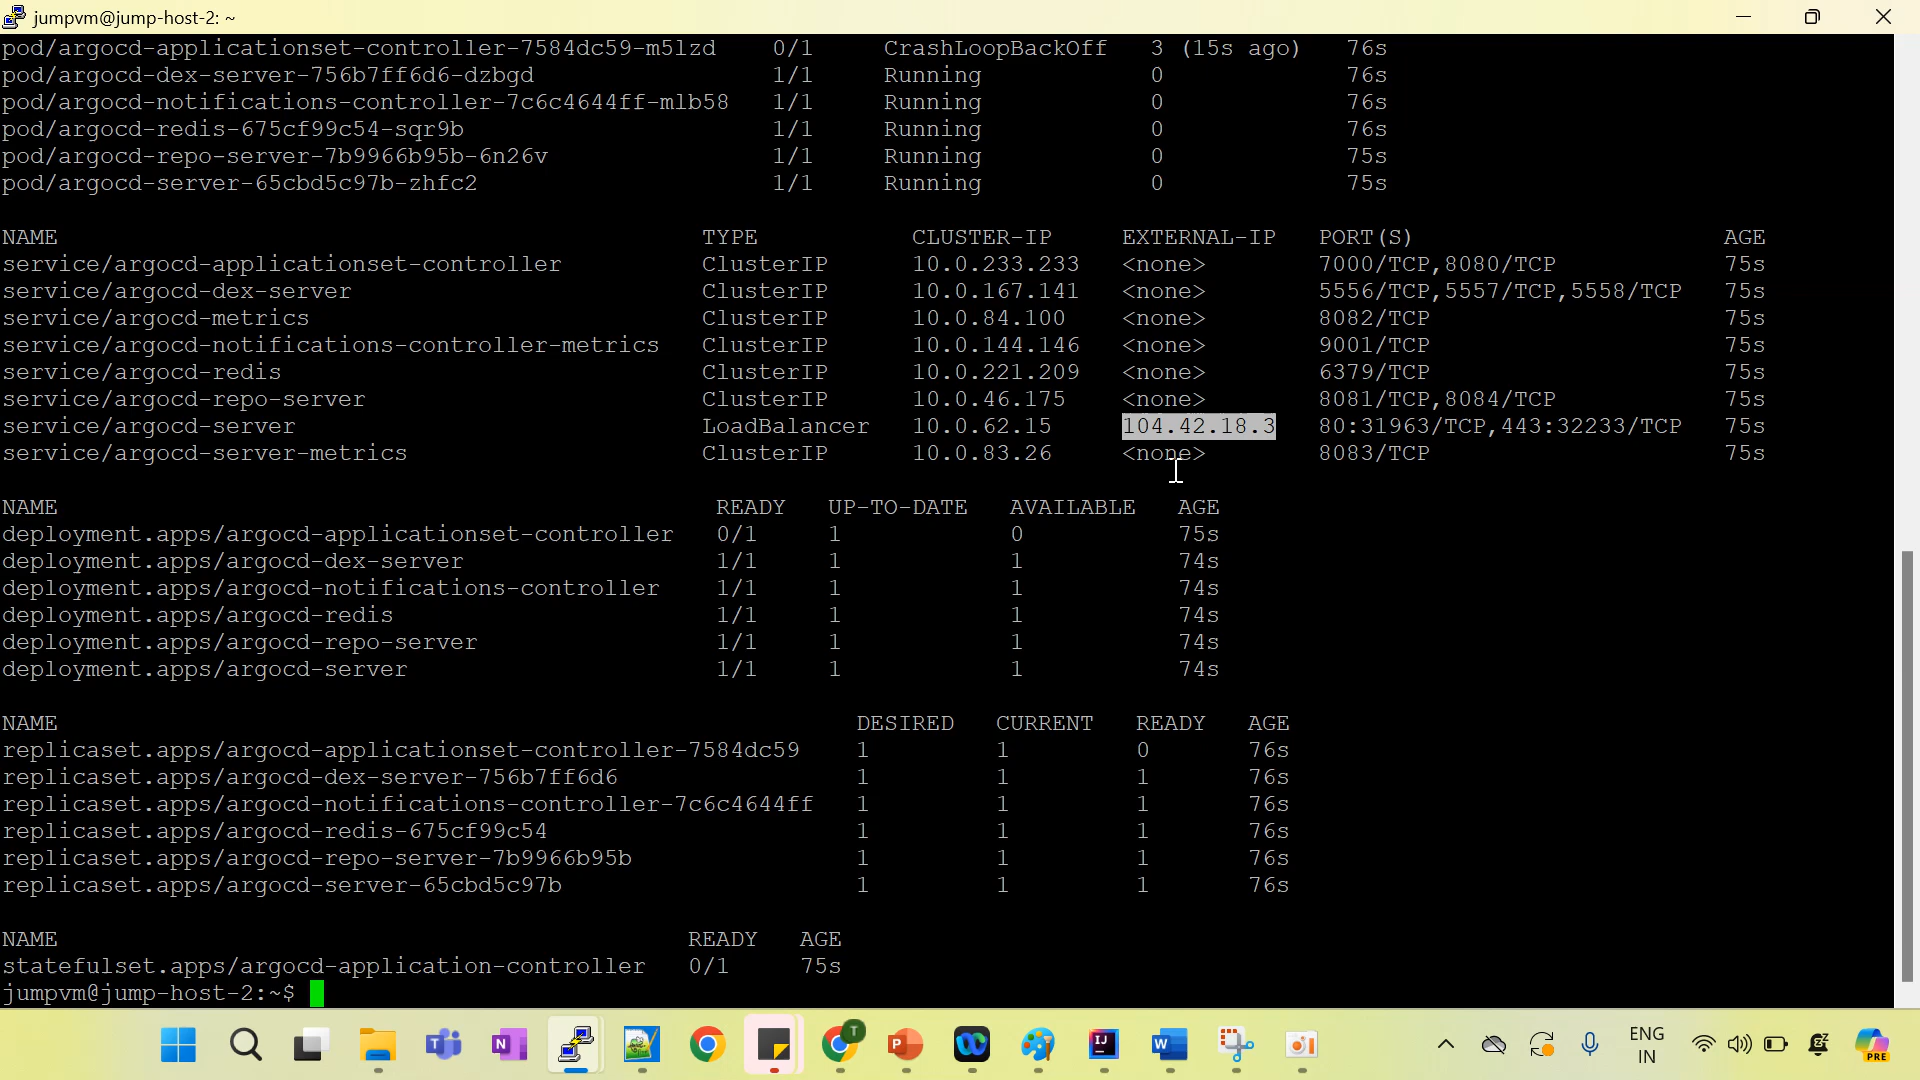 jumpvm@jump-host-2: ~
pod/argocd-applicationset-controller-7584dc59-m5lzd 0/1 CrashLoopBackOff 3 (15s ago) 76s
pod/argocd-dex-server-756b7ff6d6-dzbgd 1/1 Running 0 76s
pod/argocd-notifications-controller-7c6c4644ff-mlb58 1/1 Running 0 76s
pod/argocd-redis-675cf99c54-sqr9b 1/1 Running 0 76s
pod/argocd-repo-server-7b9966b95b-6n26v 1/1 Running 0 75s
pod/argocd-server-65cbd5c97b-zhfc2 1/1 Running 0 75s
NAME TYPE CLUSTER-IP EXTERNAL-IP PORT(S) AGE
service/argocd-applicationset-controller ClusterIP 10.0.233.233 <none> 7000/TCP,8080/TCP 75s
service/argocd-dex-server ClusterIP 10.0.167.141 <none> 5556/TCP,5557/TCP,5558/TCP 75s
service/argocd-metrics ClusterIP 10.0.84.100 <none> 8082/TCP 75s
service/argocd-notifications-controller-metrics ClusterIP 10.0.144.146 <none> 9001/TCP 75s
service/argocd-redis ClusterIP 10.0.221.209 <none> 6379/TCP 75s
service/argocd-repo-server ClusterIP 10.0.46.175 <none> 8081/TCP,8084/TCP 75s
service/argocd-server LoadBalancer 10.0.62.15 104.42.18.3 80:31963/TCP,443:32233/TCP 75s
service/argocd-server-metrics ClusterIP 10.0.83.26 <none> 8083/TCP 75s
NAME READY UP-TO-DATE AVAILABLE AGE
deployment.apps/argocd-applicationset-controller 0/1 1 0 75s
deployment.apps/argocd-dex-server 1/1 1 1 74s
deployment.apps/argocd-notifications-controller 1/1 1 1 74s
deployment.apps/argocd-redis 1/1 1 1 74s
deployment.apps/argocd-repo-server 1/1 1 1 74s
deployment.apps/argocd-server 1/1 1 1 74s
NAME DESIRED CURRENT READY AGE
replicaset.apps/argocd-applicationset-controller-7584dc59 1 1 0 76s
replicaset.apps/argocd-dex-server-756b7ff6d6 1 1 1 76s
replicaset.apps/argocd-notifications-controller-7c6c4644ff 1 1 1 76s
replicaset.apps/argocd-redis-675cf99c54 1 1 1 76s
replicaset.apps/argocd-repo-server-7b9966b95b 1 1 1 76s
replicaset.apps/argocd-server-65cbd5c97b 1 1 1 76s
NAME READY AGE
statefulset.apps/argocd-application-controller 0/1 75s
jumpvm@jump-host-2:~$
ENG
IN
T
N
P
IJ
W
PRE